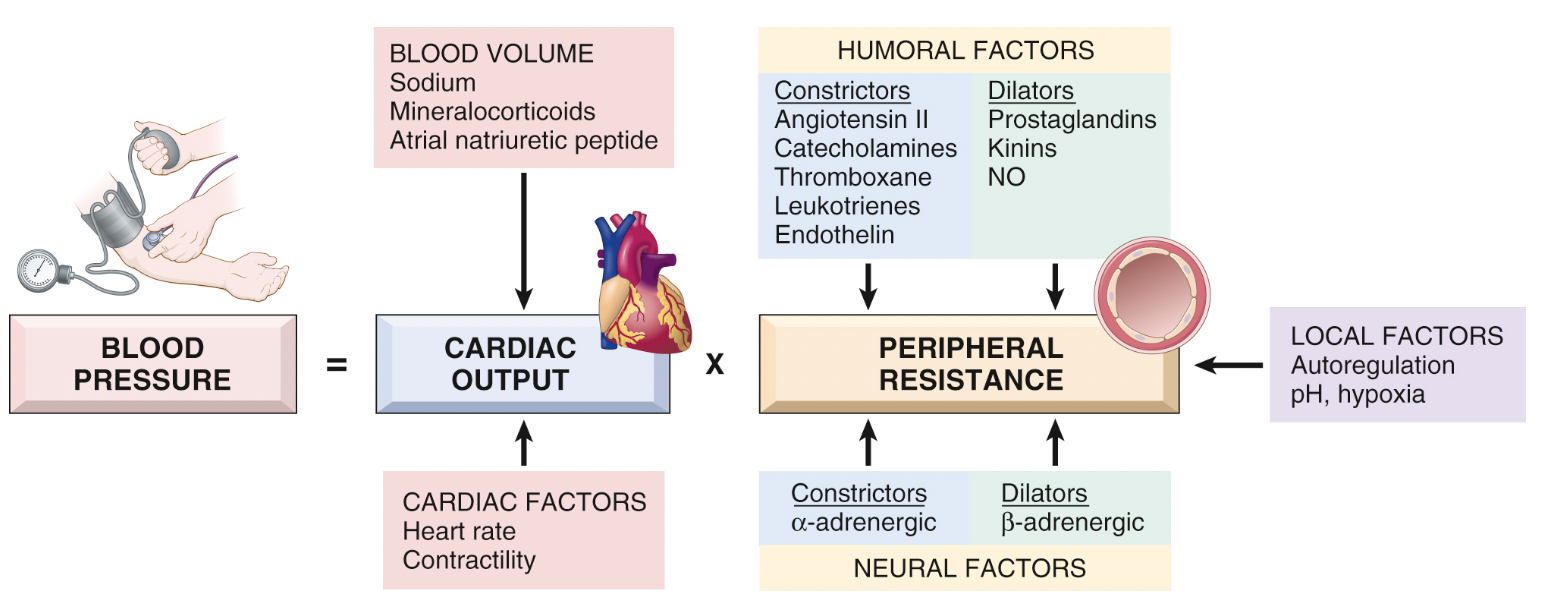 BLOOD VOLUME
Sodium
Mineralocorticoids
Atrial natriuretic peptide
HUMORAL FACTORS
Constrictors
Angiotensin II
Catecholamines
Thromboxane
Leukotrienes
Endothelin
Dilators
Prostaglandins
Kinins
NO
BLOOD
PRESSURE
=
CARDIAC
OUTPUT
x
PERIPHERAL
RESISTANCE
LOCAL FACTORS
Autoregulation
pH, hypoxia
CARDIAC FACTORS
Heart rate
Contractility
Constrictors
α-adrenergic
Dilators
β-adrenergic
NEURAL FACTORS